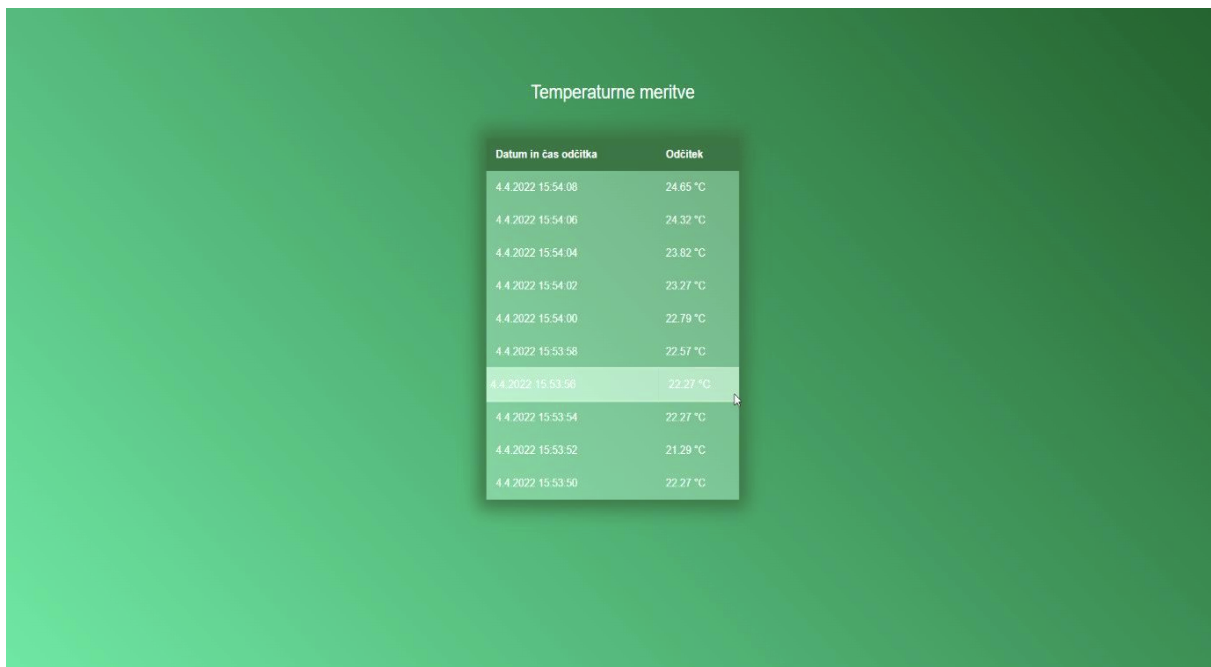 Temperaturne meritve
Datum in čas odčitka Odčitek
4.4.2022 15:54:08 24.65 °C
4.4.2022 15:54:06 24.32 °C
4.4.2022 15:54:04 23.82 °C
4.4.2022 15:54:02 23.27 °C
4.4.2022 15:54:00 22.79 °C
4.4.2022 15:53:58 22.57 °C
4.4.2022 15:53:56 22.27 °C
4.4.2022 15:53:54 22.27 °C
4.4.2022 15:53:52 21.29 °C
4.4.2022 15:53:50 22.27 °C